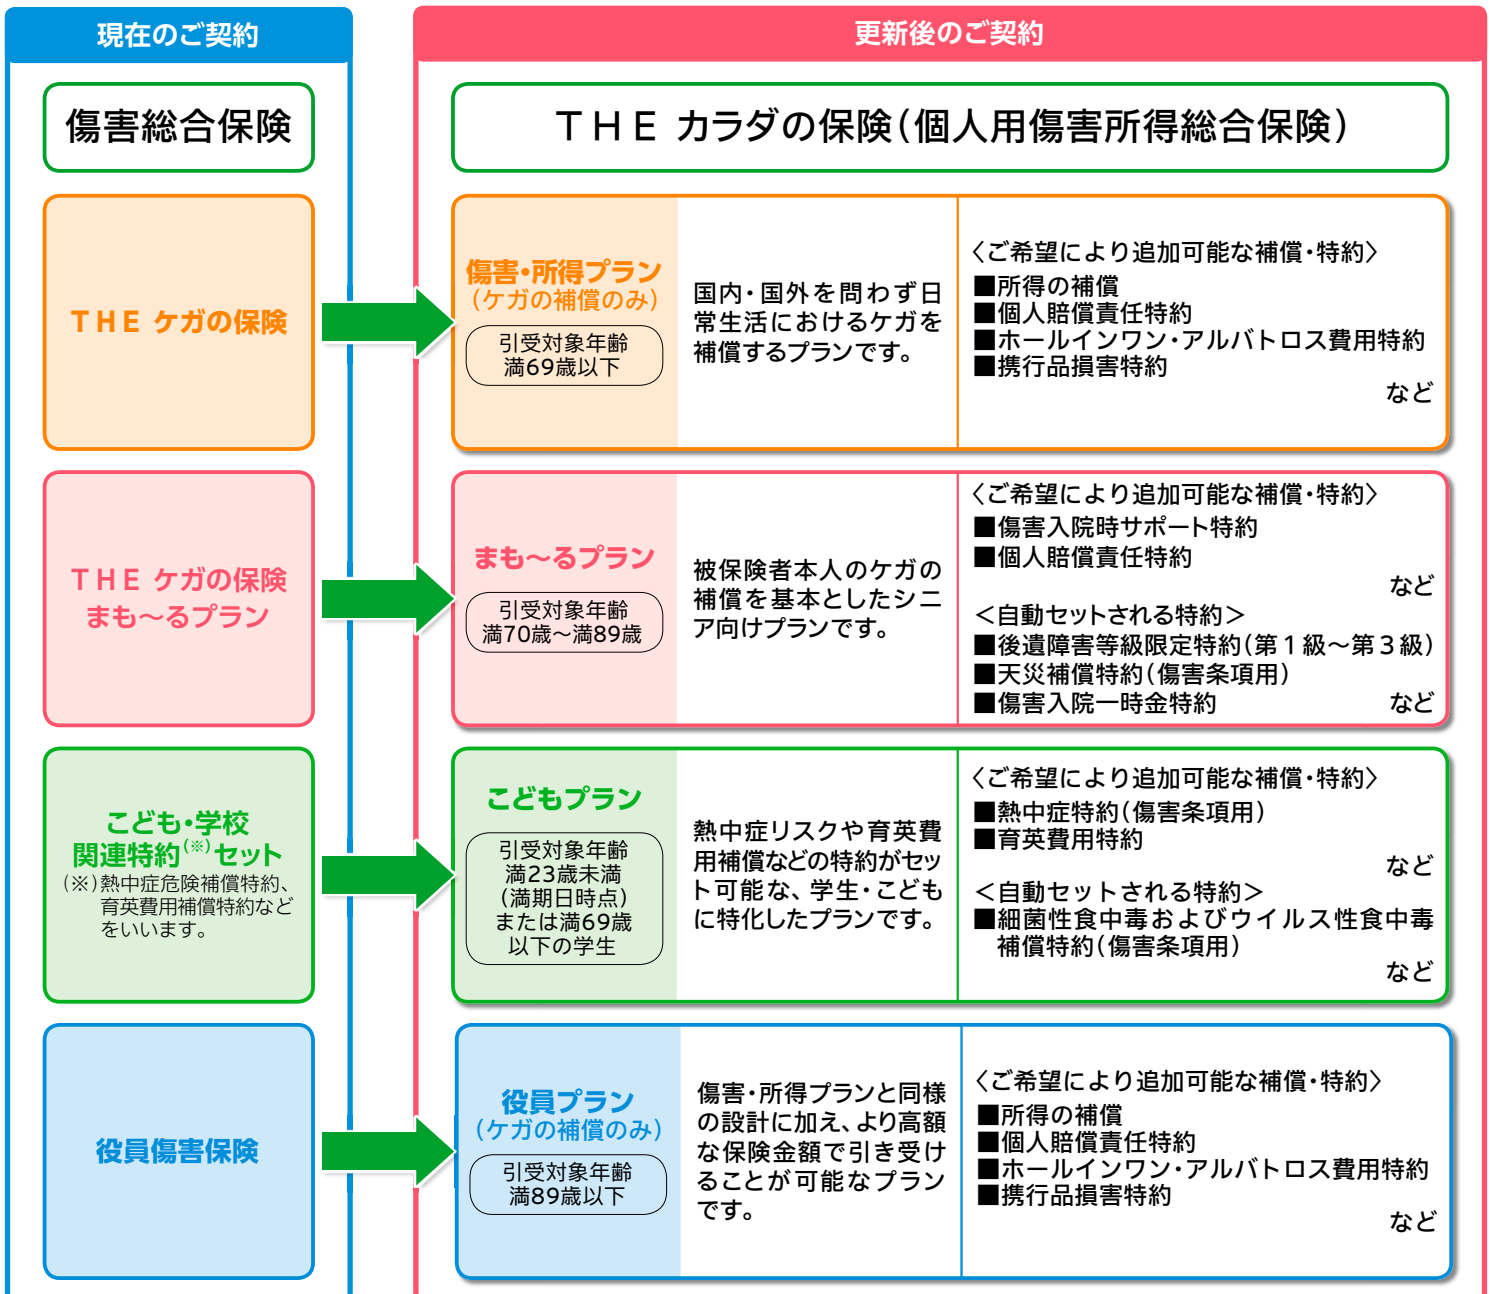 現在のご契約
更新後のご契約
傷害総合保険
ＴＨＥ カラダの保険（個人用傷害所得総合保険）
ＴＨＥ ケガの保険
傷害・所得プラン
（ケガの補償のみ）
引受対象年齢
満69歳以下
国内・国外を問わず日
常生活におけるケガを
補償するプランです。
〈ご希望により追加可能な補償・特約〉
■所得の補償
■個人賠償責任特約
■ホールインワン・アルバトロス費用特約
■携行品損害特約
など
ＴＨＥ ケガの保険
まも～るプラン
まも～るプラン
引受対象年齢
満70歳～満89歳
被保険者本人のケガの
補償を基本としたシニ
ア向けプランです。
〈ご希望により追加可能な補償・特約〉
■傷害入院時サポート特約
■個人賠償責任特約
など
＜自動セットされる特約＞
■後遺障害等級限定特約（第１級～第３級）
■天災補償特約（傷害条項用）
■傷害入院一時金特約 など
こども・学校
関連特約(※)セット
(※)熱中症危険補償特約、
育英費用補償特約など
をいいます。
こどもプラン
引受対象年齢
満23歳未満
（満期日時点）
または満69歳
以下の学生
熱中症リスクや育英費
用補償などの特約がセッ
ト可能な、学生・こども
に特化したプランです。
〈ご希望により追加可能な補償・特約〉
■熱中症特約（傷害条項用）
■育英費用特約
など
＜自動セットされる特約＞
■細菌性食中毒およびウイルス性食中毒
補償特約（傷害条項用）
など
役員傷害保険
役員プラン
（ケガの補償のみ）
引受対象年齢
満89歳以下
傷害・所得プランと同様
の設計に加え、より高額
な保険金額で引き受け
ることが可能なプラン
です。
〈ご希望により追加可能な補償・特約〉
■所得の補償
■個人賠償責任特約
■ホールインワン・アルバトロス費用特約
■携行品損害特約
など